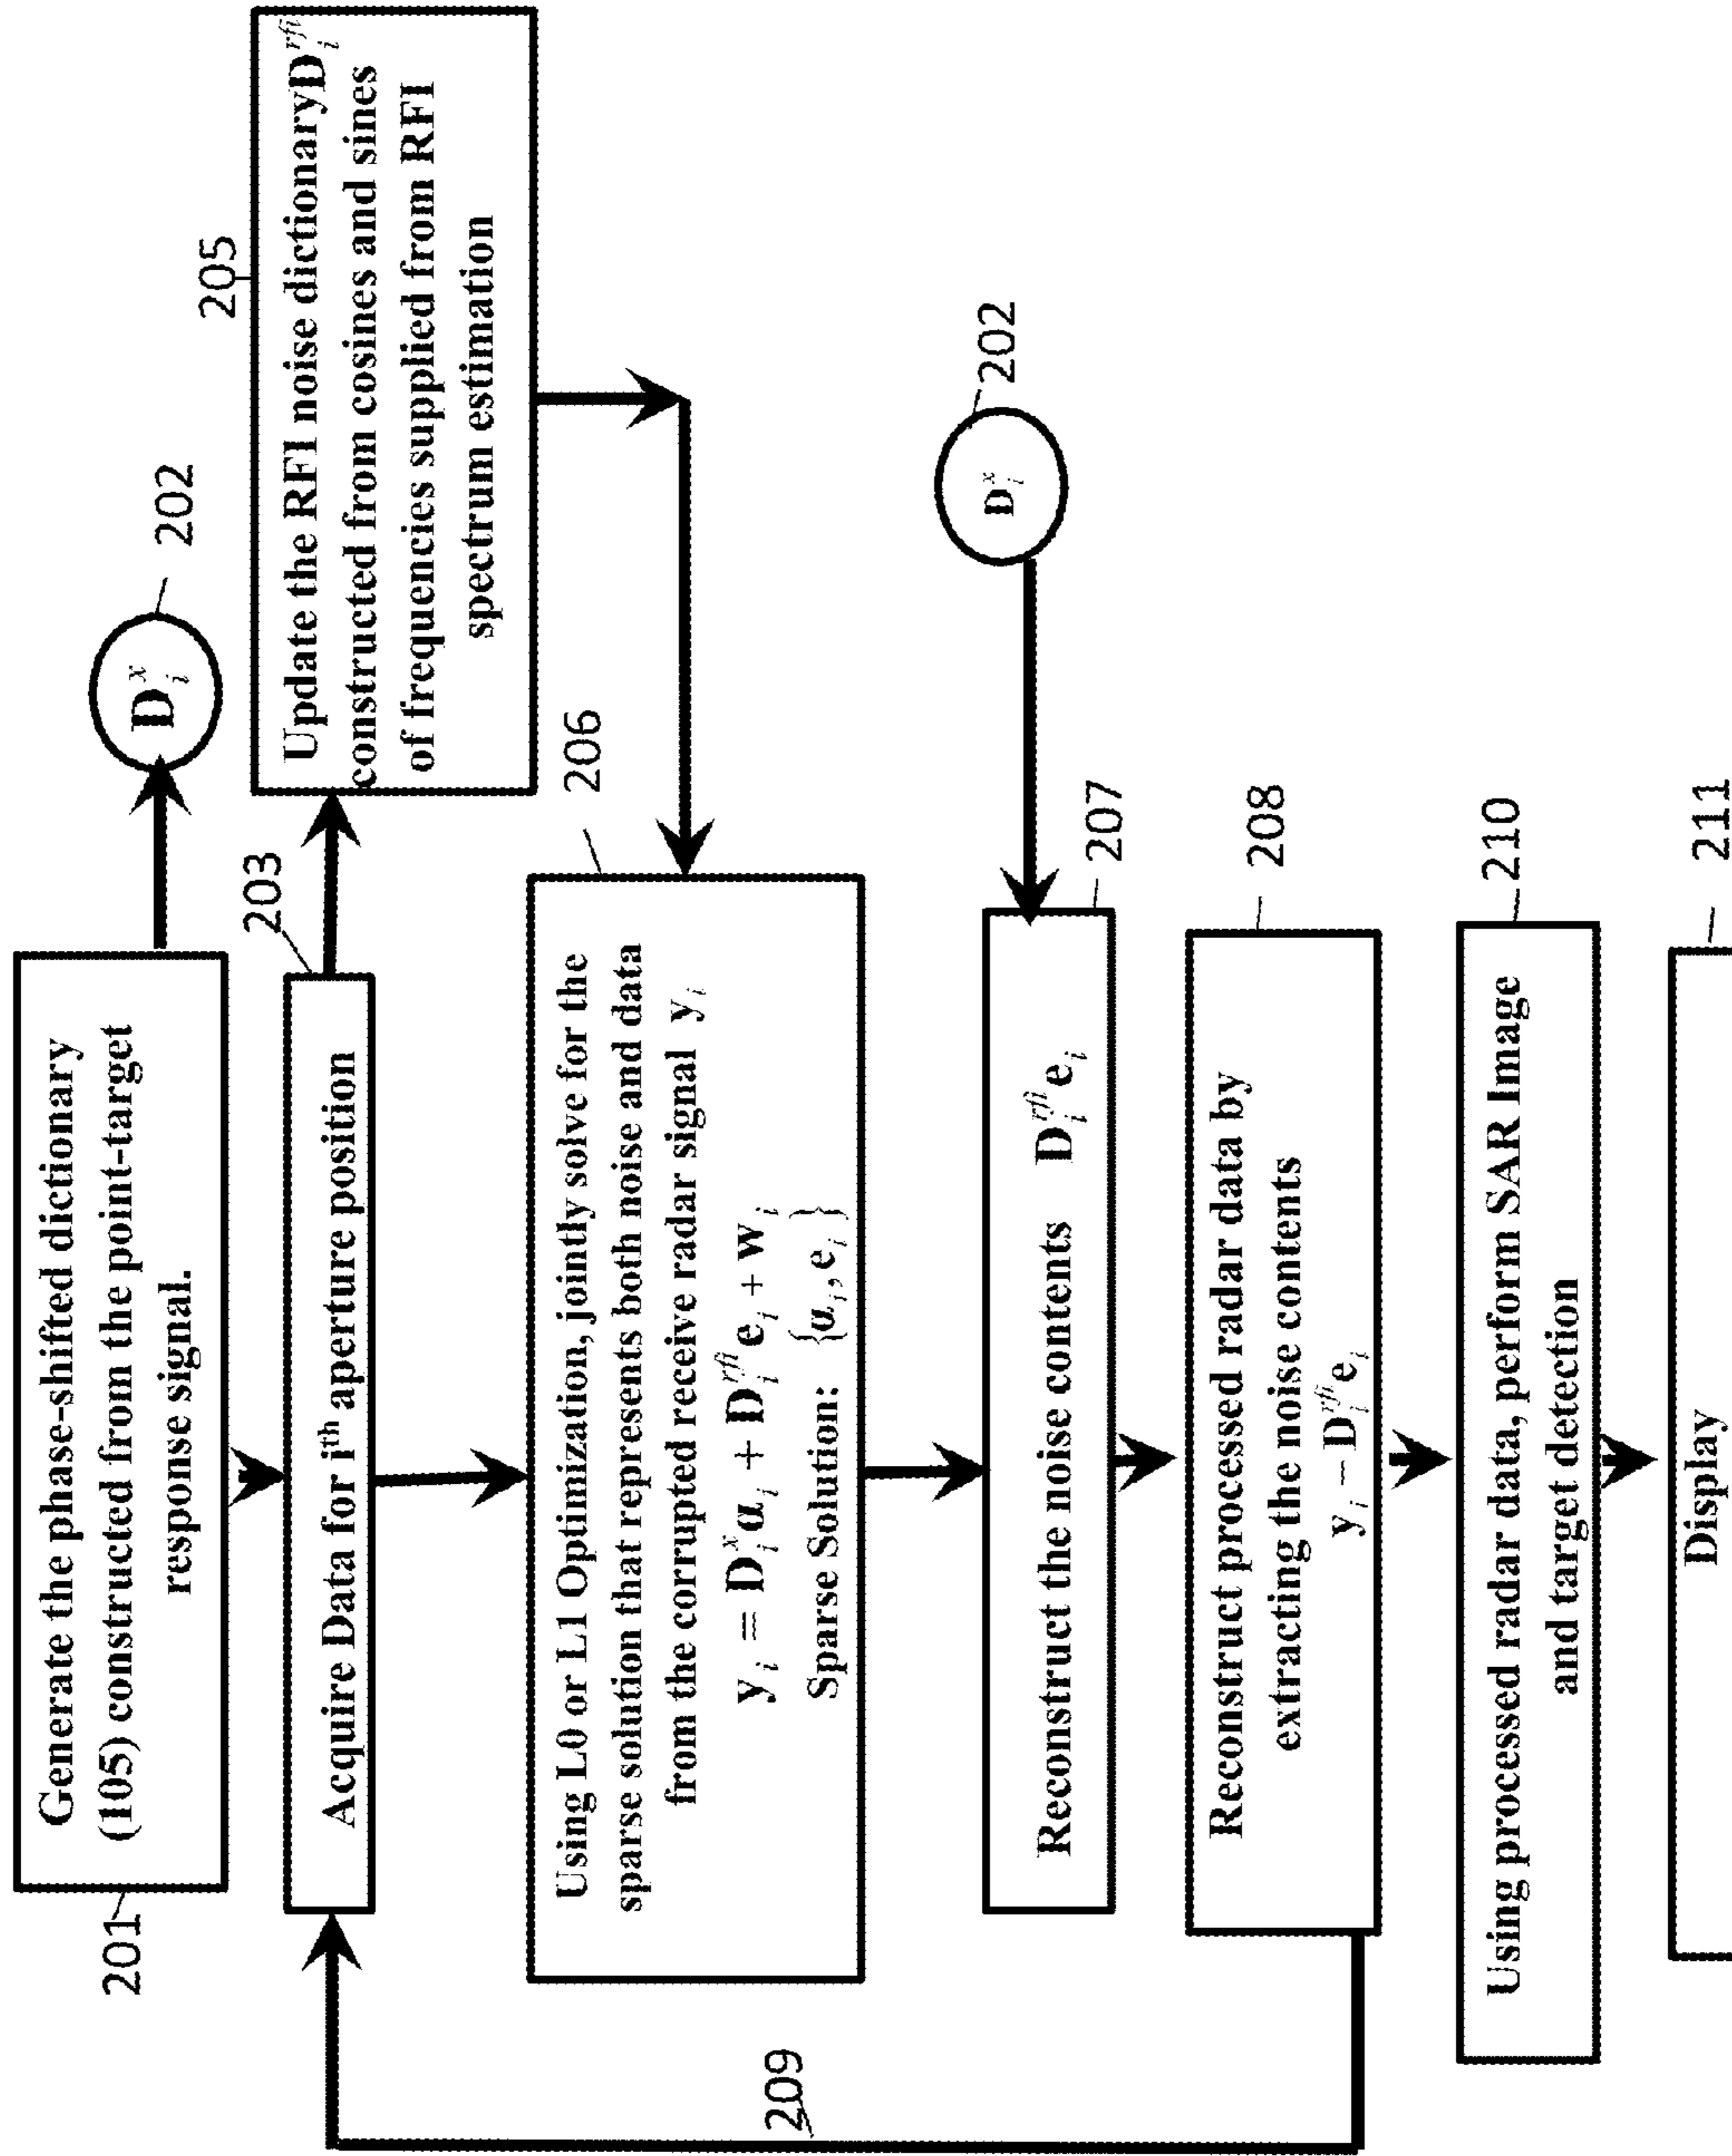 Generate the phase-shifted dictionary
(105) constructed from the point-target
response signal.
201
D_i^x
202
Acquire Data for i^th aperture position
203
Update the RFI noise dictionary D_i^rfi
constructed from cosines and sines
of frequencies supplied from RFI
spectrum estimation
205
Using L0 or L1 Optimization, jointly solve for the
sparse solution that represents both noise and data
from the corrupted receive radar signal y_i
y_i = D_i^x α_i + D_i^rfi e_i + w_i
Sparse Solution: {α_i, e_i}
206
D_i^x
202
Reconstruct the noise contents D_i^rfi e_i
207
Reconstruct processed radar data by
extracting the noise contents
y_i − D_i^rfi e_i
208
209
Using processed radar data, perform SAR Image
and target detection
210
Display
211